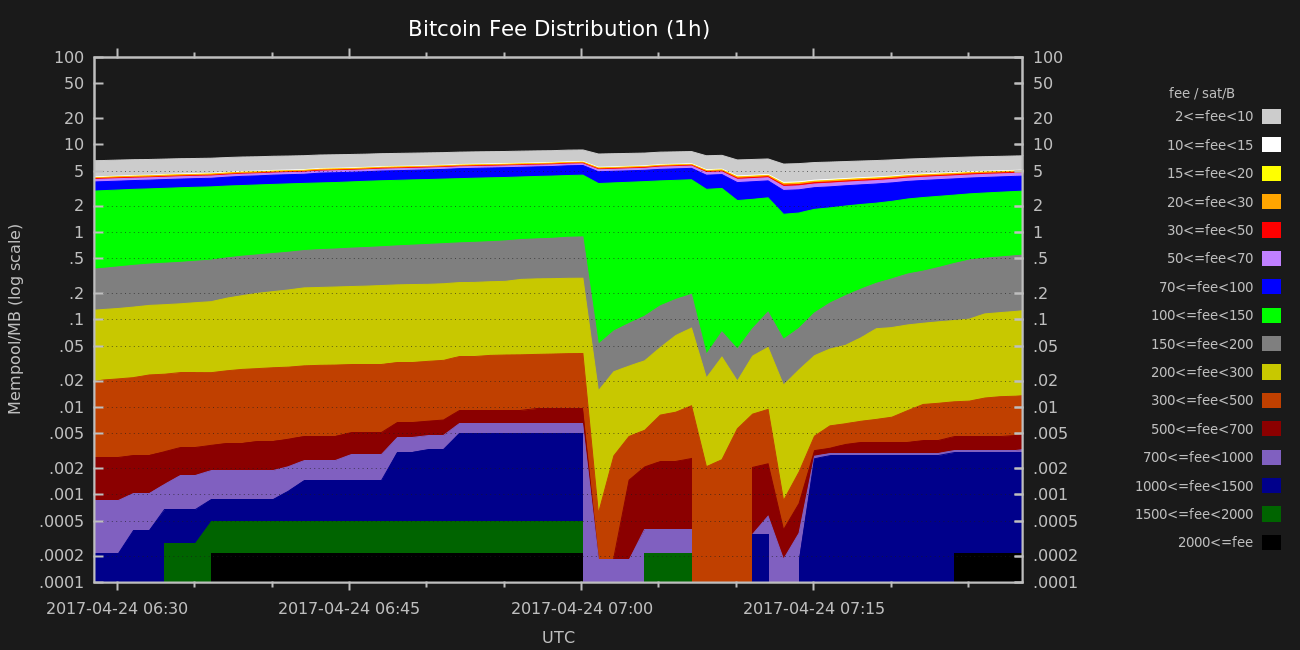 Bitcoin Fee Distribution (1h)
Mempool/MB (log scale)
100
50
20
10
5
2
1
.5
.2
.1
.05
.02
.01
.005
.002
.001
.0005
.0002
.0001
100
50
20
10
5
2
1
.5
.2
.1
.05
.02
.01
.005
.002
.001
.0005
.0002
.0001
2017-04-24 06:30
2017-04-24 06:45
2017-04-24 07:00
2017-04-24 07:15
UTC
fee / sat/B
2<=fee<10
10<=fee<15
15<=fee<20
20<=fee<30
30<=fee<50
50<=fee<70
70<=fee<100
100<=fee<150
150<=fee<200
200<=fee<300
300<=fee<500
500<=fee<700
700<=fee<1000
1000<=fee<1500
1500<=fee<2000
2000<=fee